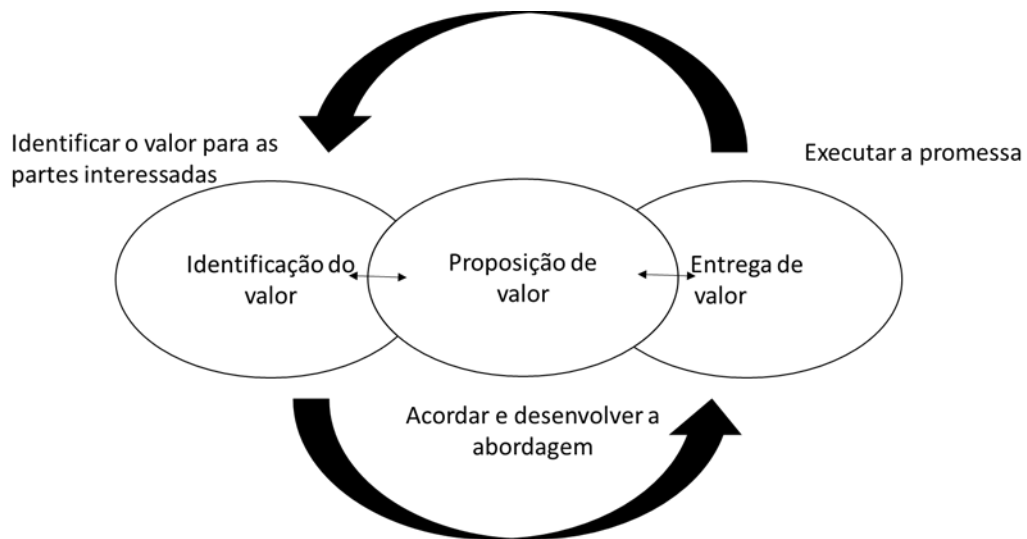 Identificar o valor para as
partes interessadas
Executar a promessa
Identificação do
valor
Proposição de
valor
Entrega de
valor
Acordar e desenvolver a
abordagem